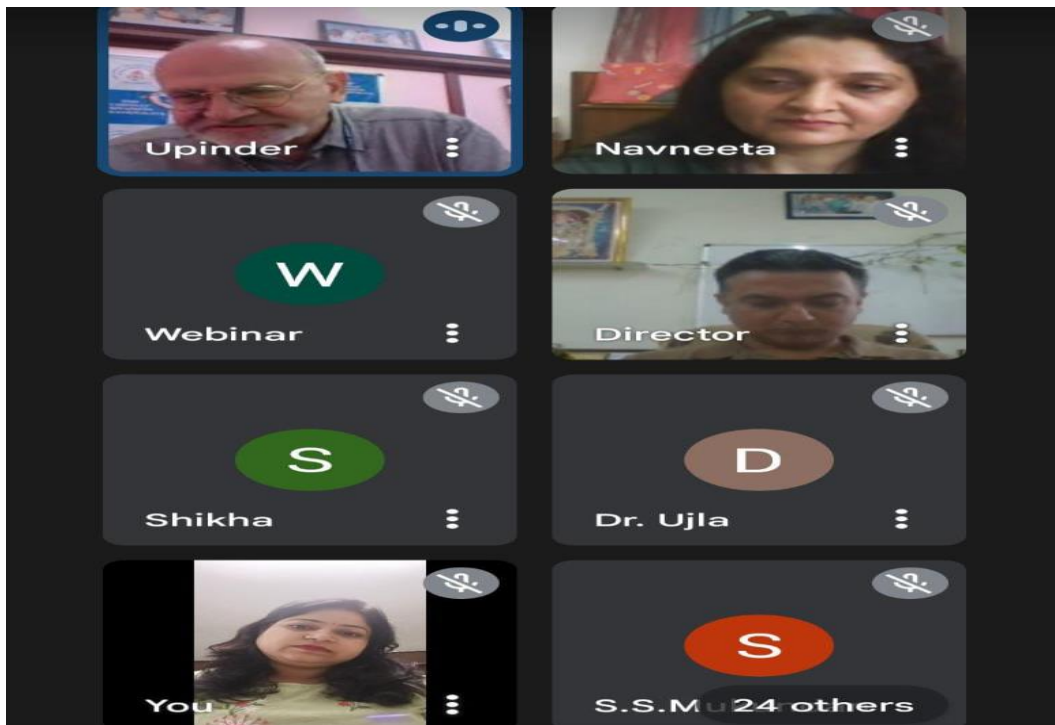 Upinder
Navneeta
W
Webinar
Director
S
Shikha
D
Dr. Ujla
You
S
S.S.M
24 others